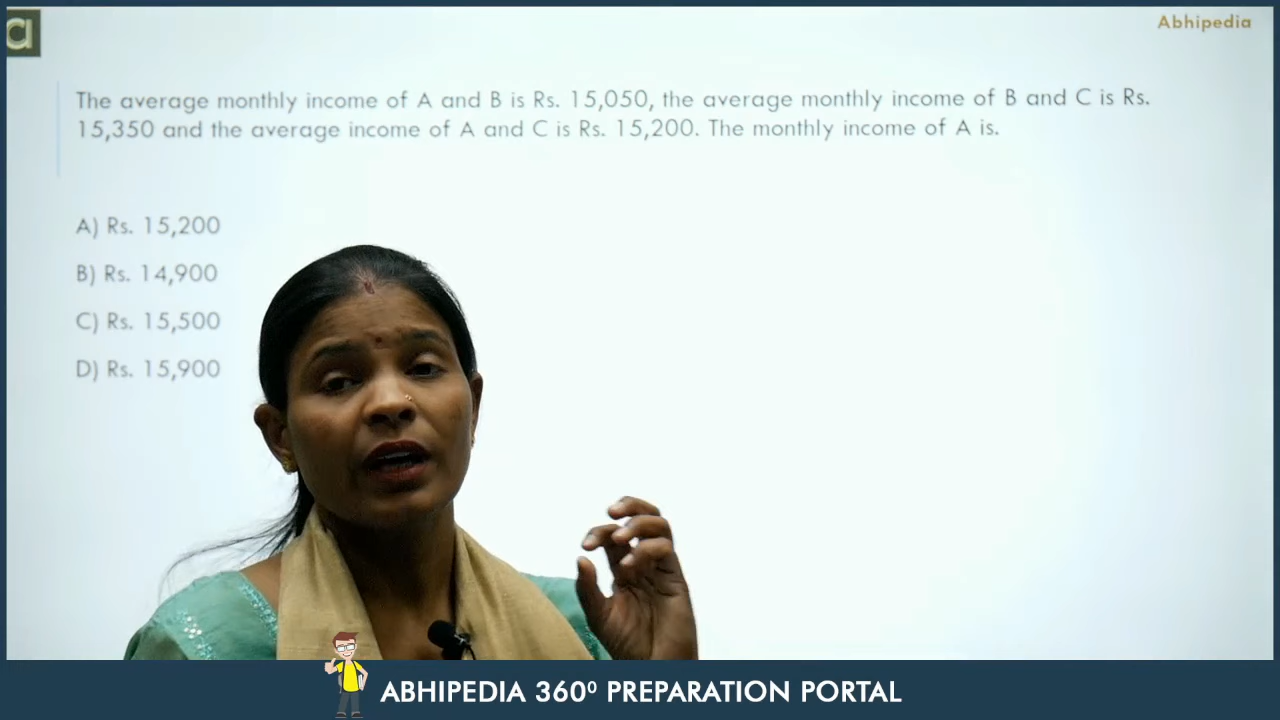 a
Abhipedia
The average monthly income of A and B is Rs. 15,050, the average monthly income of B and C is Rs.
15,350 and the average income of A and C is Rs. 15,200. The monthly income of A is.
A) Rs. 15,200
B) Rs. 14,900
C) Rs. 15,500
D) Rs. 15,900
ABHIPEDIA 360⁰ PREPARATION PORTAL